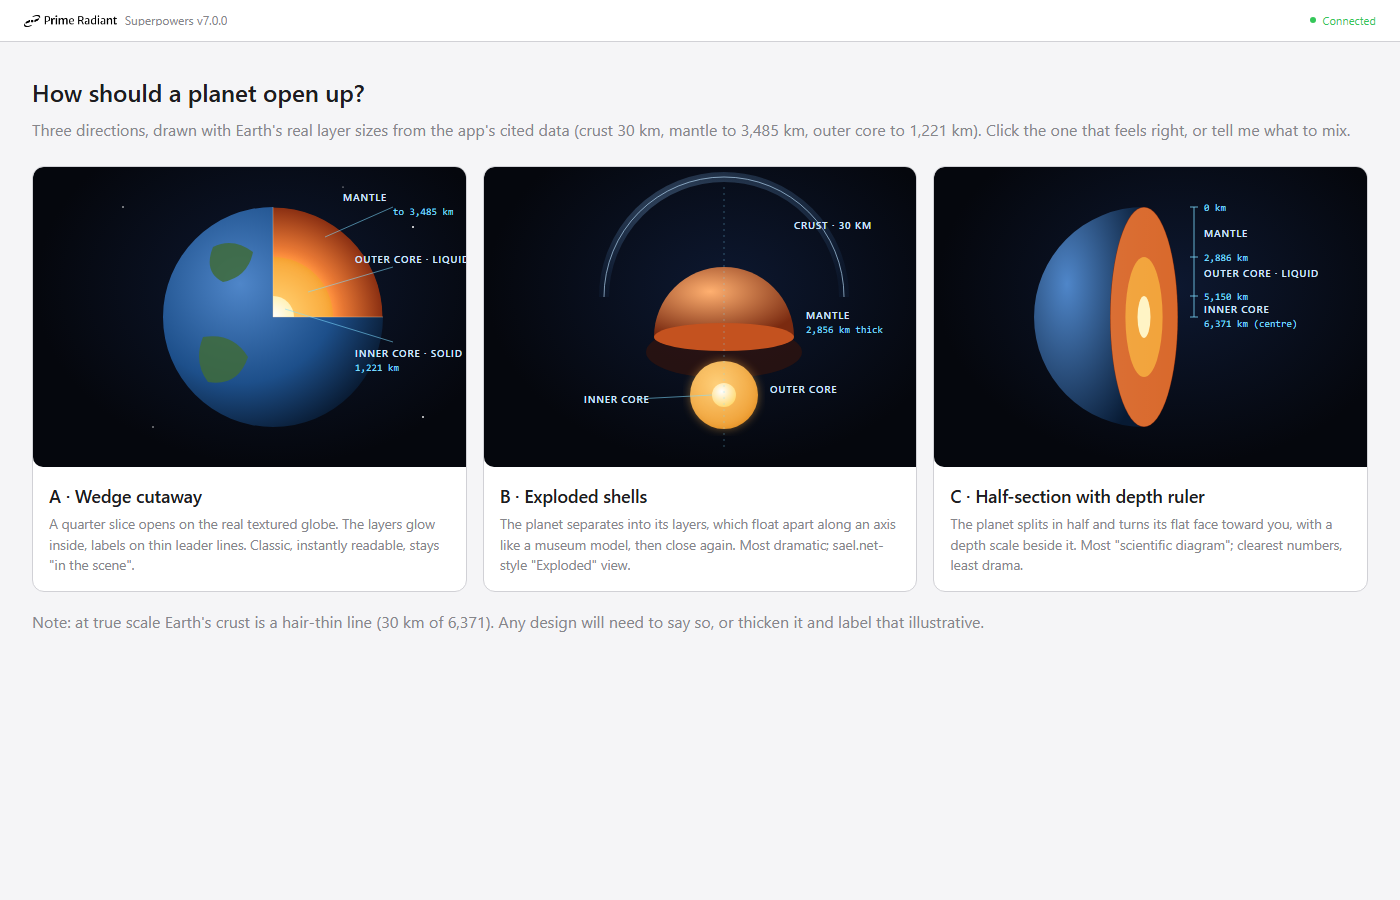 Prime Radiant Superpowers v7.0.0
Connected
How should a planet open up?
Three directions, drawn with Earth's real layer sizes from the app's cited data (crust 30 km, mantle to 3,485 km, outer core to 1,221 km). Click the one that feels right, or tell me what to mix.
MANTLE
to 3,485 km
OUTER CORE · LIQUID
INNER CORE · SOLID
1,221 km
A · Wedge cutaway
A quarter slice opens on the real textured globe. The layers glow
inside, labels on thin leader lines. Classic, instantly readable, stays
"in the scene".
CRUST · 30 KM
MANTLE
2,856 km thick
OUTER CORE
INNER CORE
B · Exploded shells
The planet separates into its layers, which float apart along an axis
like a museum model, then close again. Most dramatic; sael.net-
style "Exploded" view.
0 km
MANTLE
2,886 km
OUTER CORE · LIQUID
5,150 km
INNER CORE
6,371 km (centre)
C · Half-section with depth ruler
The planet splits in half and turns its flat face toward you, with a
depth scale beside it. Most "scientific diagram"; clearest numbers,
least drama.
Note: at true scale Earth's crust is a hair-thin line (30 km of 6,371). Any design will need to say so, or thicken it and label that illustrative.